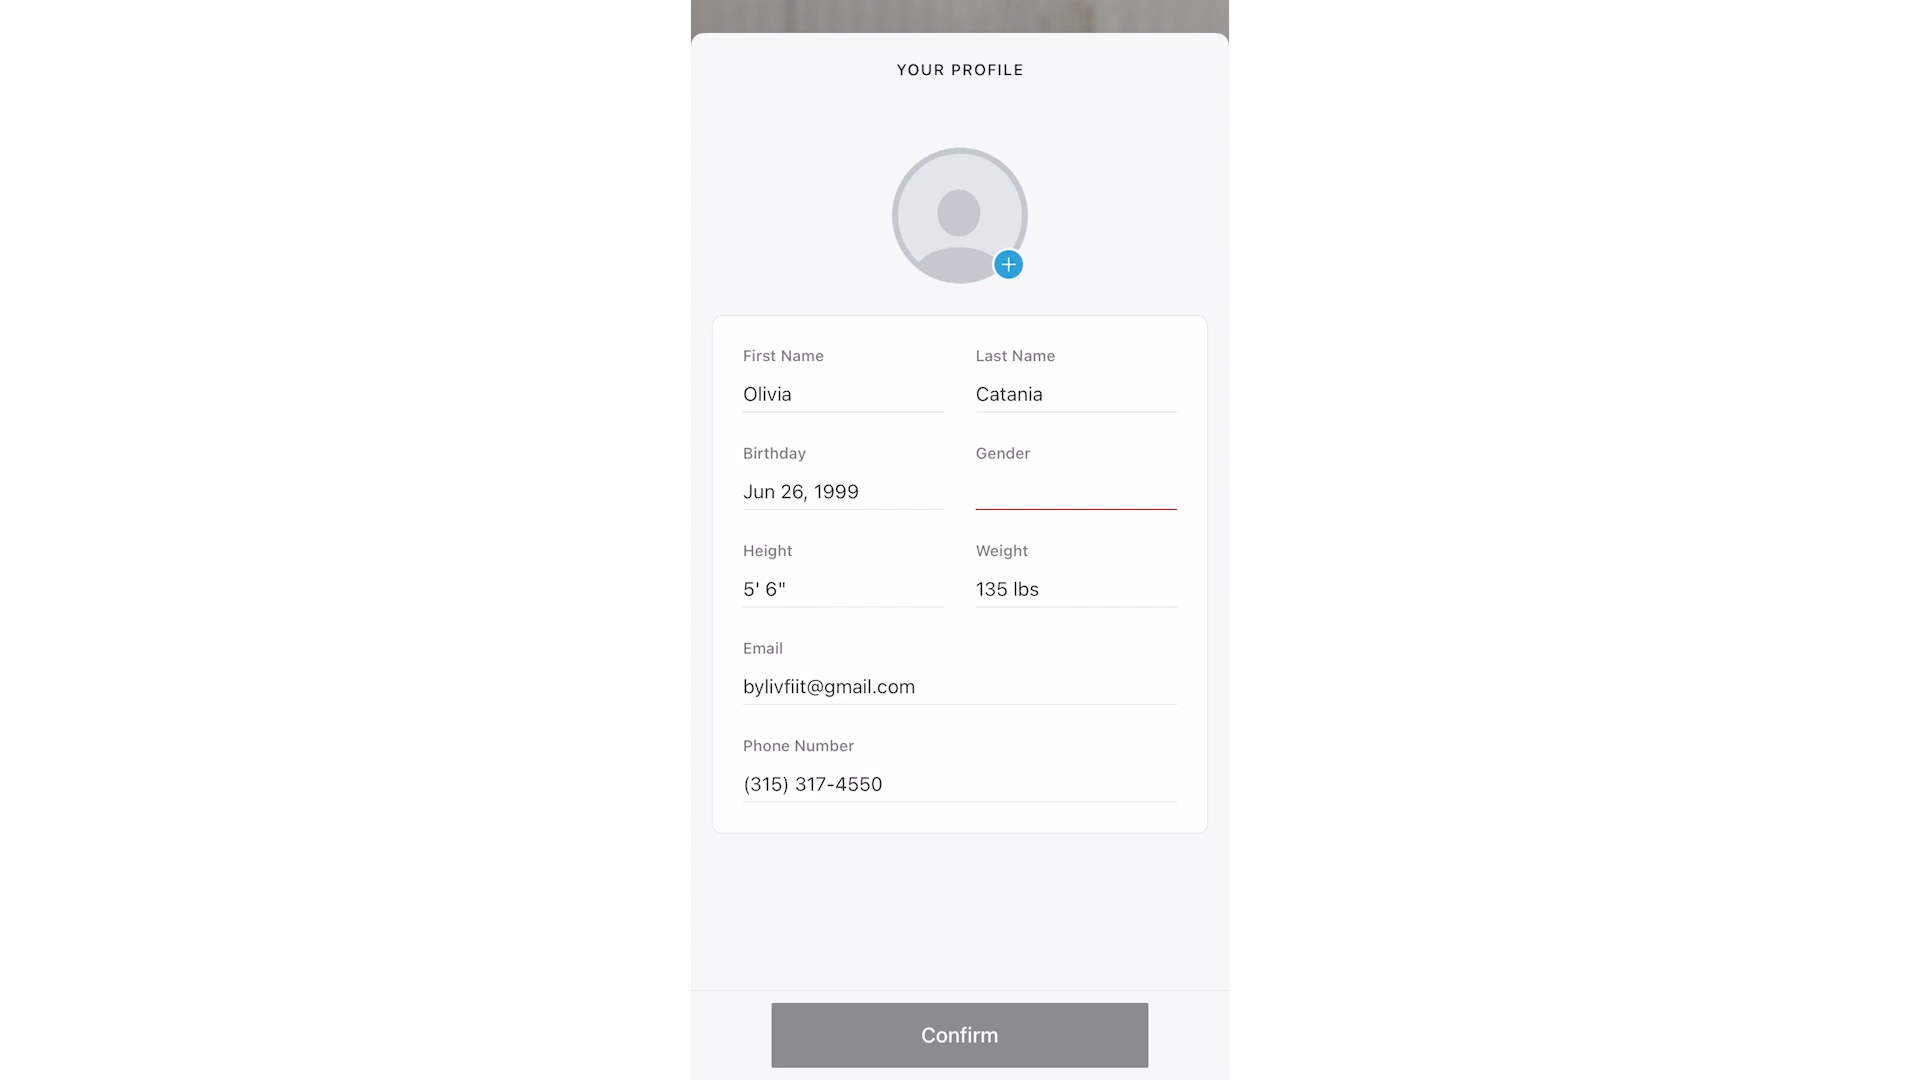 YOUR PROFILE
First Name
Last Name
Olivia
Catania
Birthday
Gender
Jun 26, 1999
Height
Weight
5' 6"
135 lbs
Email
bylivfiit@gmail.com
Phone Number
(315) 317-4550
Confirm